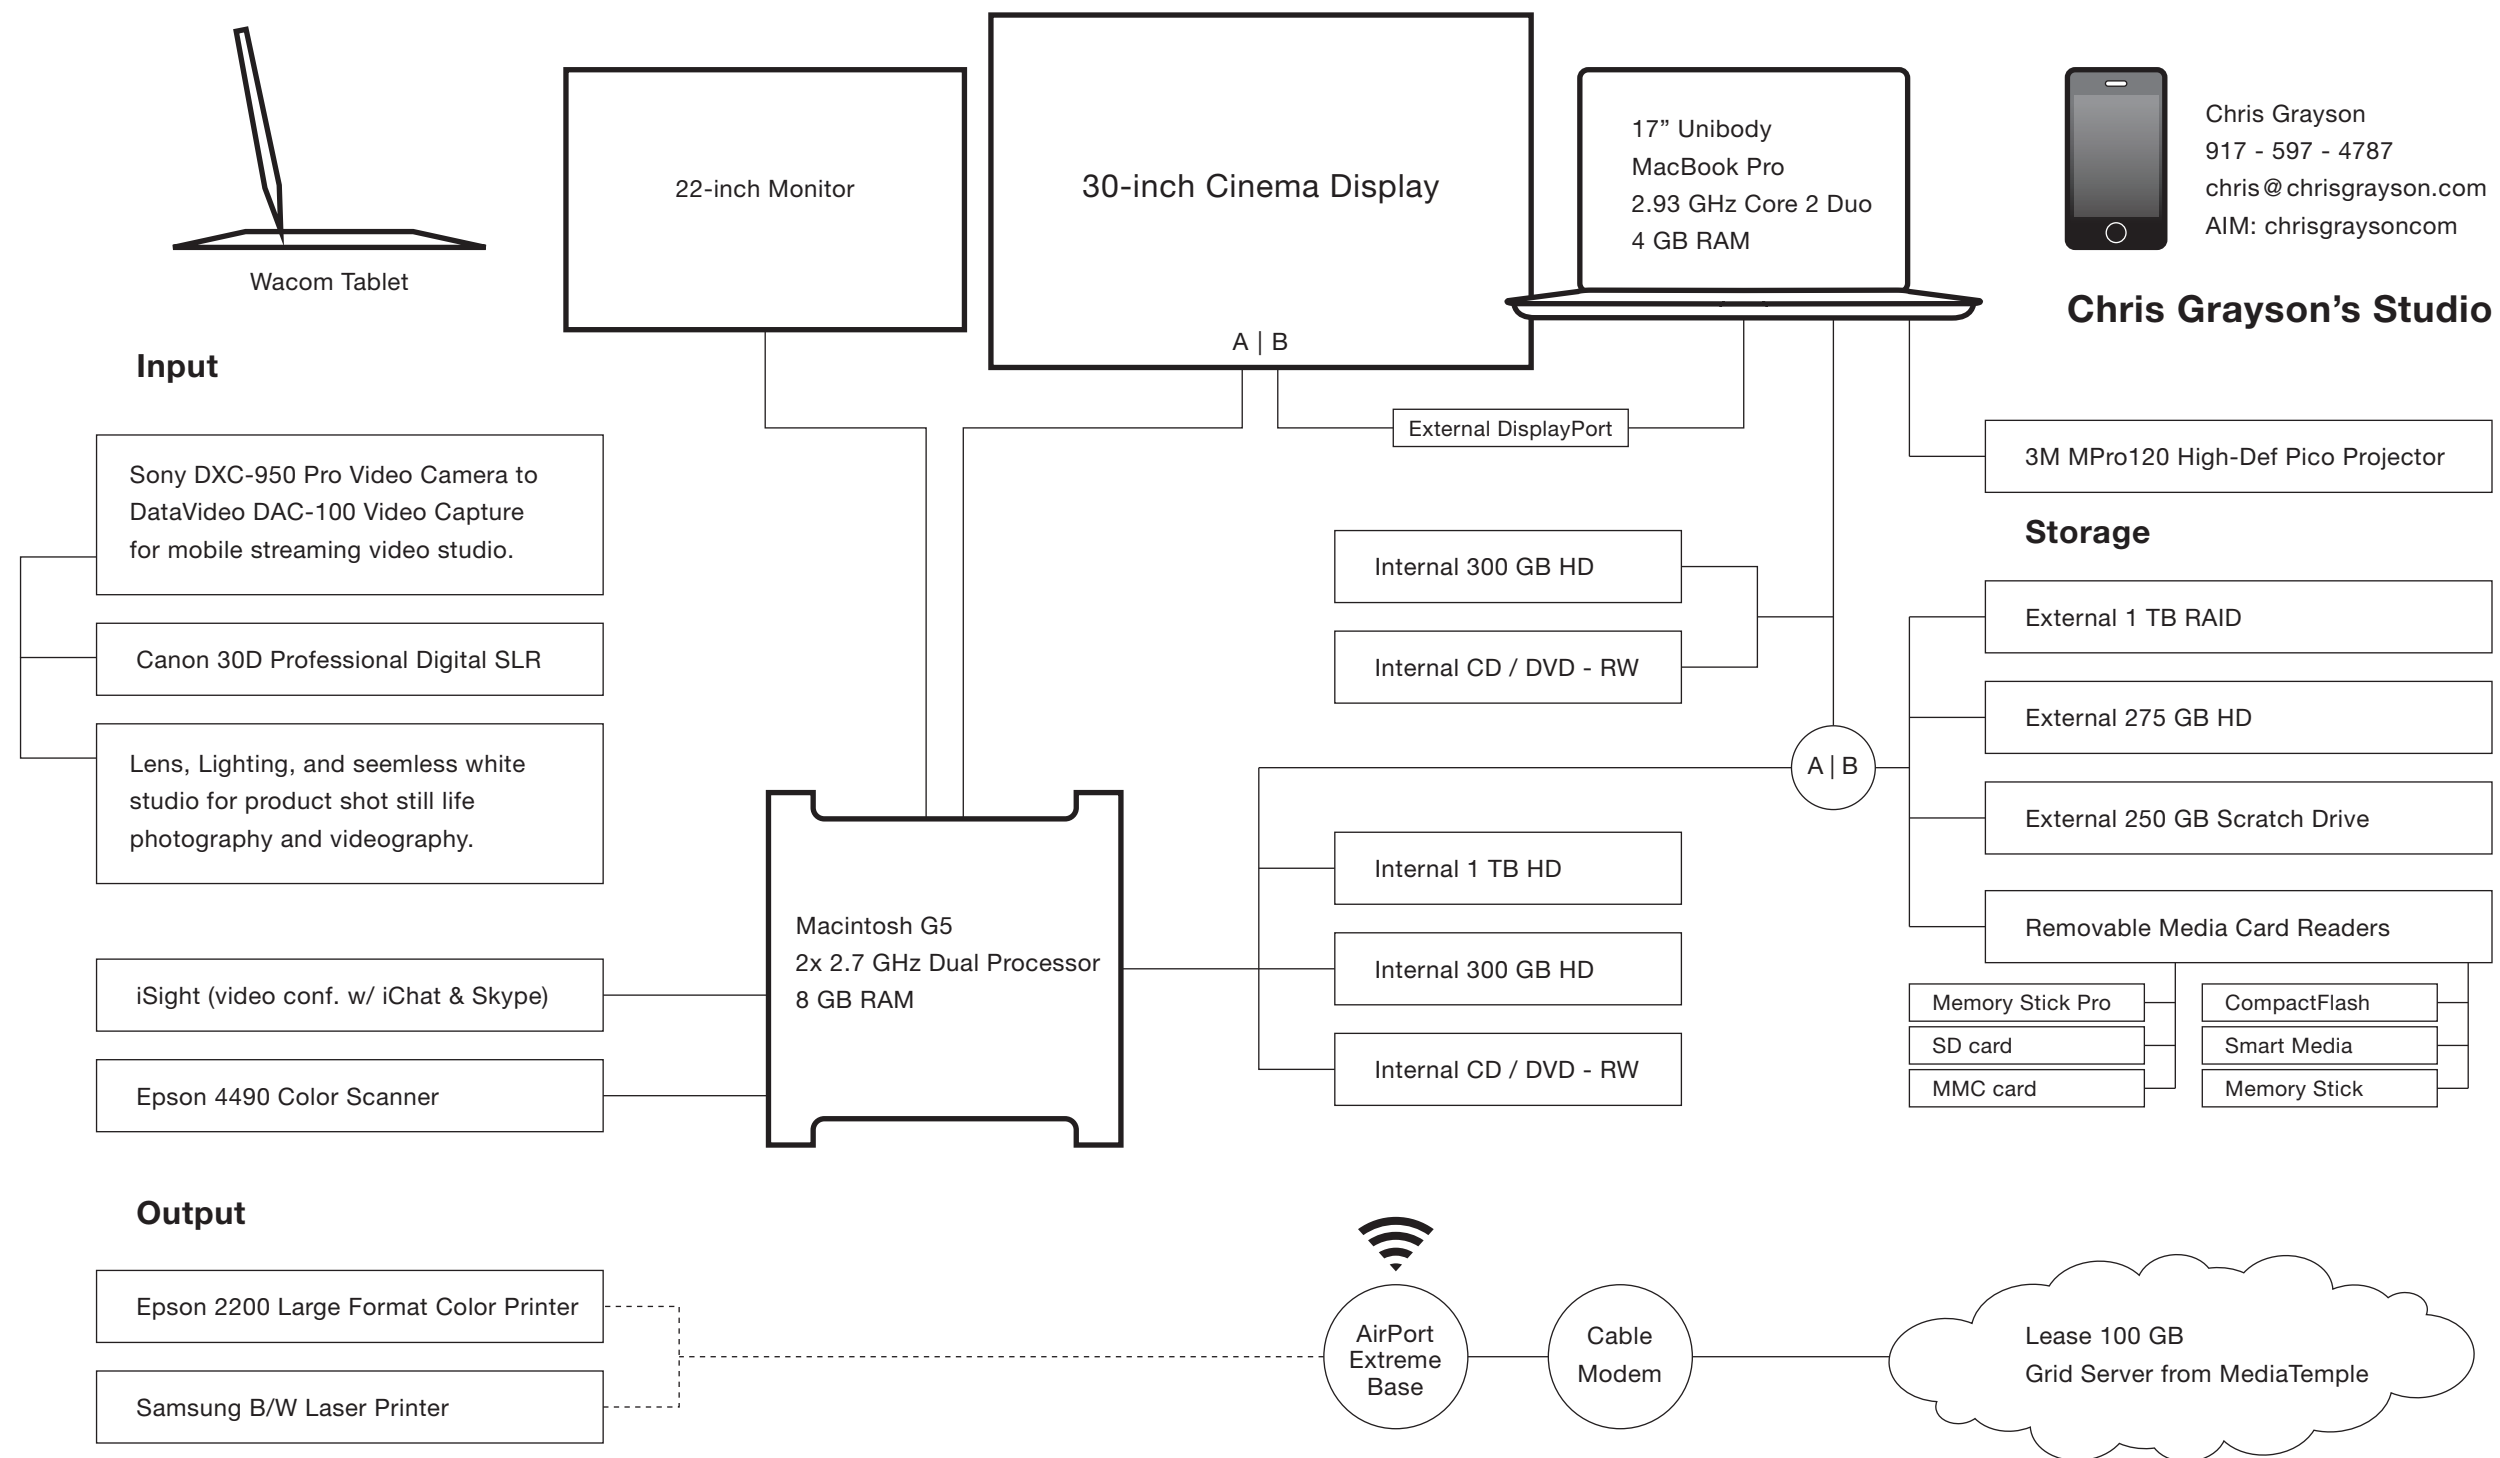 Wacom Tablet
22-inch Monitor
30-inch Cinema Display
A | B
17” Unibody
MacBook Pro
2.93 GHz Core 2 Duo
4 GB RAM
Chris Grayson
917 - 597 - 4787
chris@chrisgrayson.com
AIM: chrisgraysoncom
Chris Grayson’s Studio
Input
Sony DXC-950 Pro Video Camera to
DataVideo DAC-100 Video Capture
for mobile streaming video studio.
Canon 30D Professional Digital SLR
Lens, Lighting, and seemless white
studio for product shot still life
photography and videography.
iSight (video conf. w/ iChat & Skype)
Epson 4490 Color Scanner
Macintosh G5
2x 2.7 GHz Dual Processor
8 GB RAM
External DisplayPort
Internal 300 GB HD
Internal CD / DVD - RW
A | B
Internal 1 TB HD
Internal 300 GB HD
Internal CD / DVD - RW
3M MPro120 High-Def Pico Projector
Storage
External 1 TB RAID
External 275 GB HD
External 250 GB Scratch Drive
Removable Media Card Readers
Memory Stick Pro
SD card
MMC card
CompactFlash
Smart Media
Memory Stick
Output
Epson 2200 Large Format Color Printer
Samsung B/W Laser Printer
AirPort
Extreme
Base
Cable
Modem
Lease 100 GB
Grid Server from MediaTemple